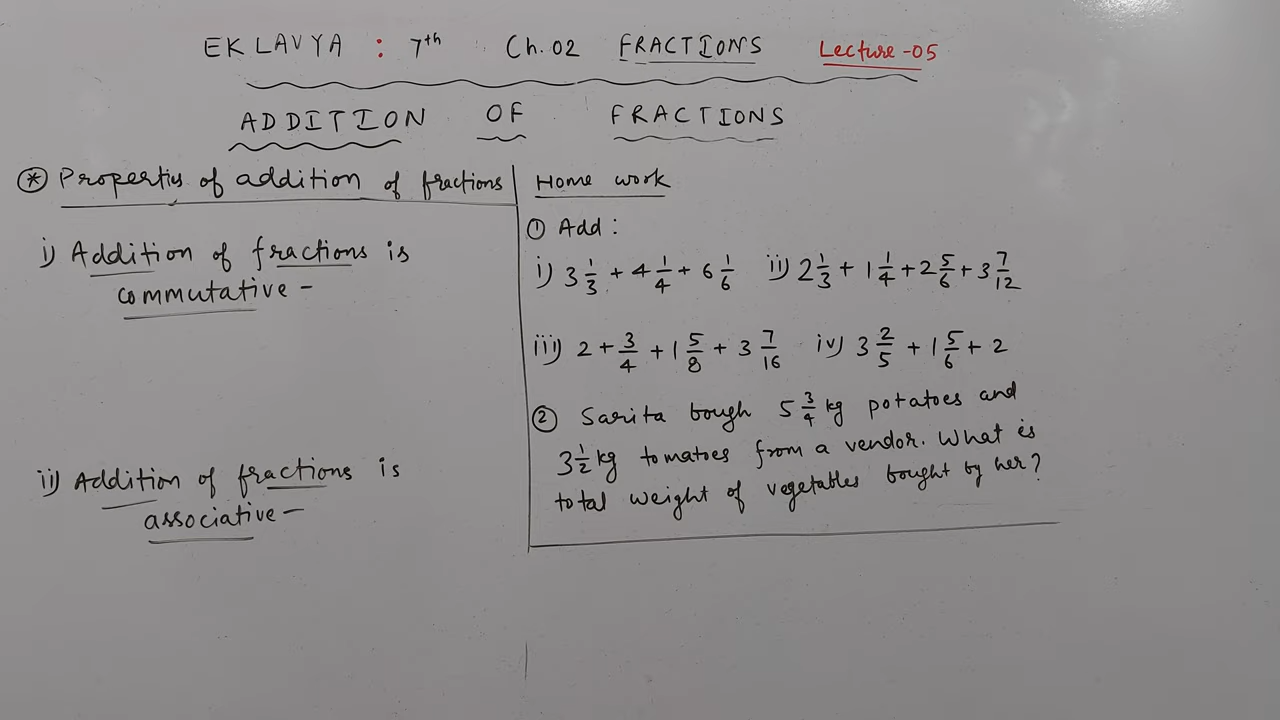 EKLAVYA : 7th Ch. 02 FRACTIONS Lecture -05
ADDITION OF FRACTIONS
* Properties of addition of fractions
i) Addition of fractions is
commutative -
ii) Addition of fractions is
associative -
Home work
① Add :
i) 3 1/3 + 4 1/4 + 6 1/6 ii) 2 1/3 + 1 1/4 + 2 5/6 + 3 7/12
iii) 2 + 3/4 + 1 5/8 + 3 7/16 iv) 3 2/5 + 1 5/6 + 2
② Sarita bough 5 3/4 kg potatoes and
3 1/2 kg tomatoes from a vendor. What is
total weight of vegetables bought by her?